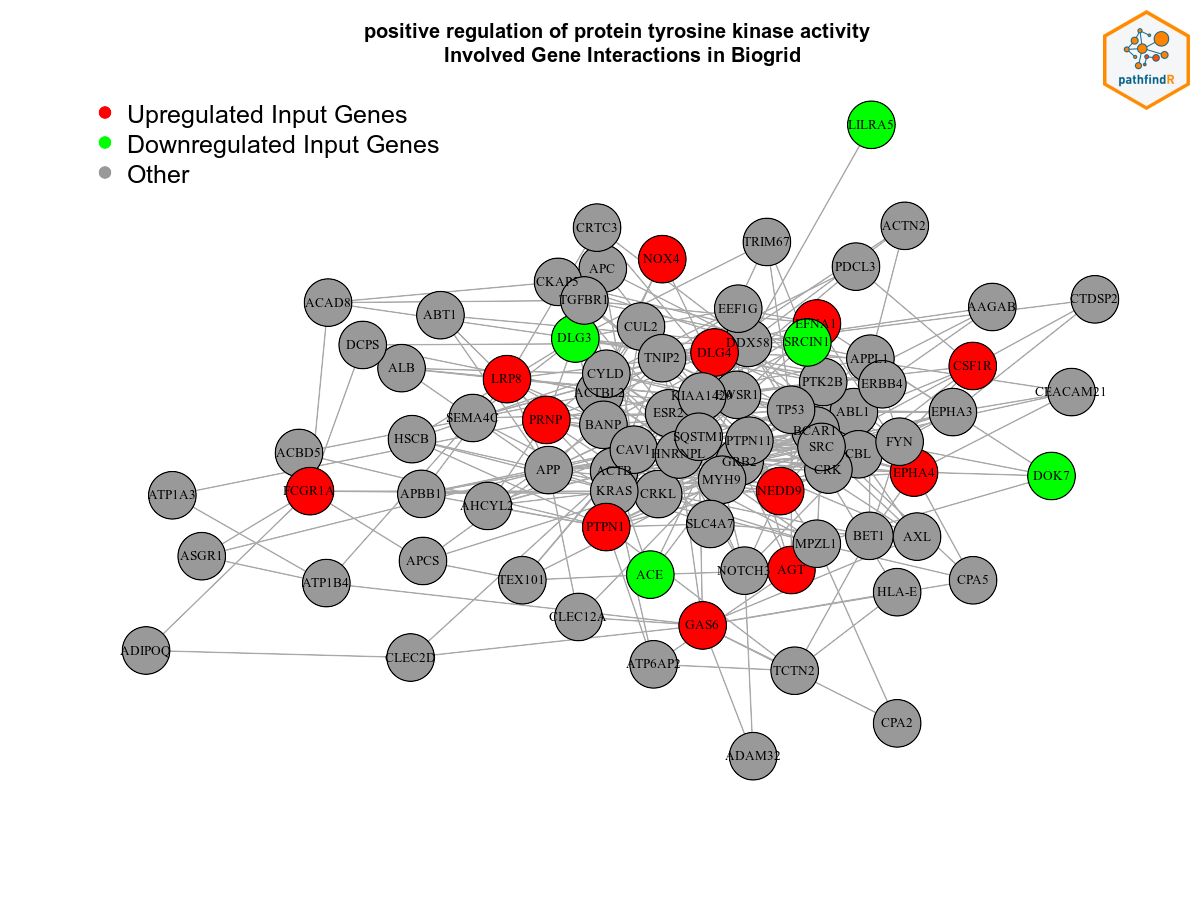 positive regulation of protein tyrosine kinase activity
Involved Gene Interactions in Biogrid
pathfindR
Upregulated Input Genes
Downregulated Input Genes
Other
LILRA5
CRTC3
ACTN2
TRIM67
NOX4
APC
PDCL3
CKAP5
TGFBR1
ACAD8
ABT1
EEF1G
AAGAB
CTDSP2
CUL2
EFNA1
DLG3
SRCIN1
DCPS
DDX58
DLG4
TNIP2
APPL1
ALB
CSF1R
LRP8
CYLD
PTK2B
ERBB4
ACTBL2
CEACAM21
ESR2
TP53
ABL1
EPHA3
SEMA4C
PRNP
BANP
BCAR1
HSCB
SQSTM1
PTPN11
SRC
FYN
ACBD5
CAV1
HNRNPL
CBL
GRB2
APP
CRK
EPHA4
DOK7
MYH9
ATP1A3
FCGR1A
APBB1
KRAS
CRKL
NEDD9
AHCYL2
PTPN1
SLC4A7
BET1
AXL
MPZL1
ASGR1
APCS
ATP1B4
TEX101
ACE
NOTCH3
AGT
CPA5
HLA-E
CLEC12A
GAS6
ADIPOQ
CLEC2D
ATP6AP2
TCTN2
CPA2
ADAM32